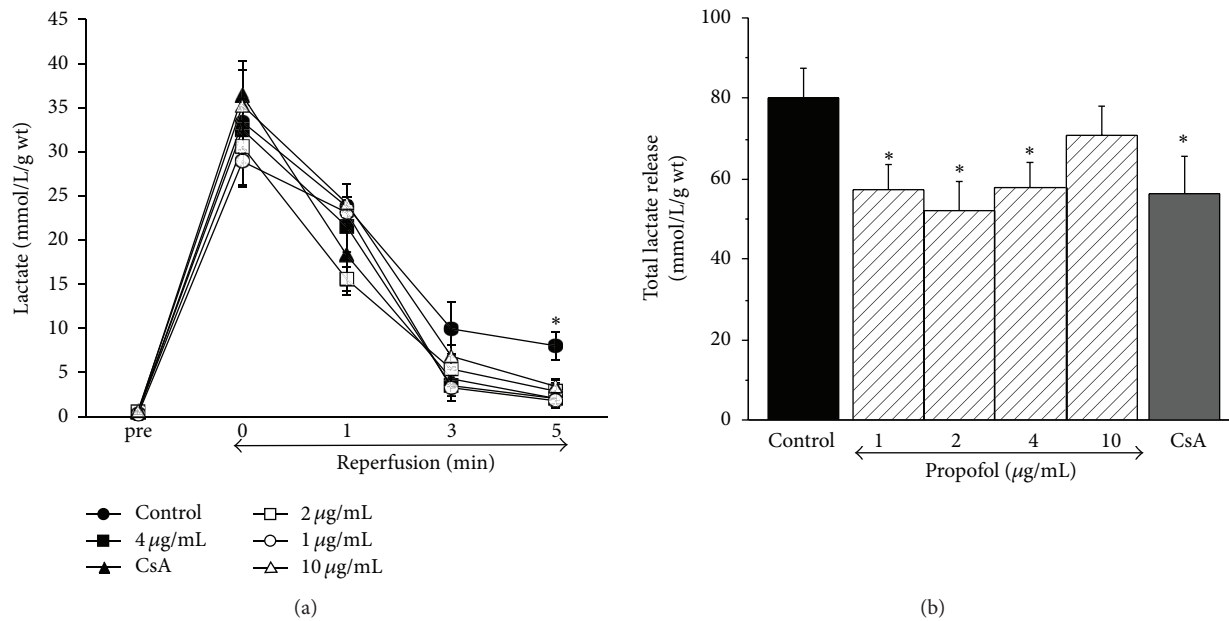 45
40
35
30
25
20
15
10
5
0
Lactate (mmol/L/g wt)
*
pre 0 1 3 5
Reperfusion (min)
Control
4 μg/mL
CsA
2 μg/mL
1 μg/mL
10 μg/mL
(a)
100
80
60
40
20
0
Total lactate release
(mmol/L/g wt)
* * * *
Control 1 2 4 10 CsA
Propofol (μg/mL)
(b)